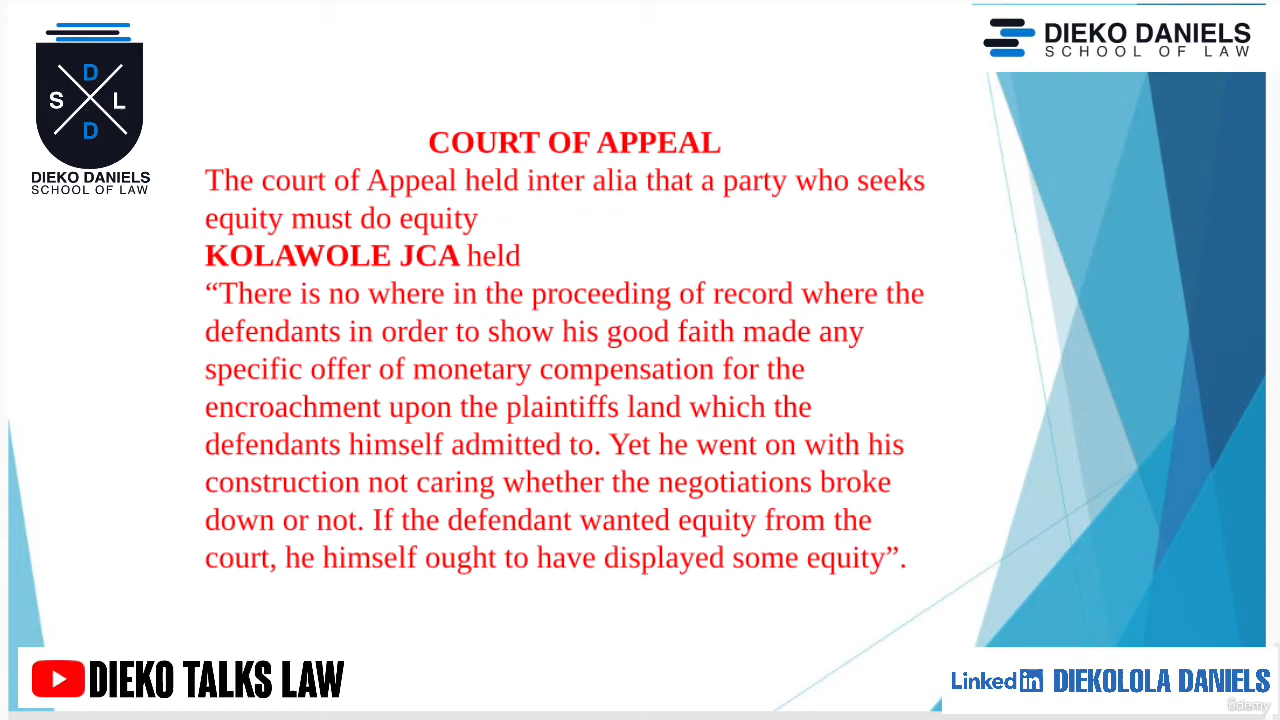 D
S L
D
DIEKO DANIELS
SCHOOL OF LAW
DIEKO DANIELS
SCHOOL OF LAW
COURT OF APPEAL
The court of Appeal held inter alia that a party who seeks
equity must do equity
KOLAWOLE JCA held
“There is no where in the proceeding of record where the
defendants in order to show his good faith made any
specific offer of monetary compensation for the
encroachment upon the plaintiffs land which the
defendants himself admitted to. Yet he went on with his
construction not caring whether the negotiations broke
down or not. If the defendant wanted equity from the
court, he himself ought to have displayed some equity”.
DIEKO TALKS LAW
Linked in DIEKOLOLA DANIELS
ûdemy